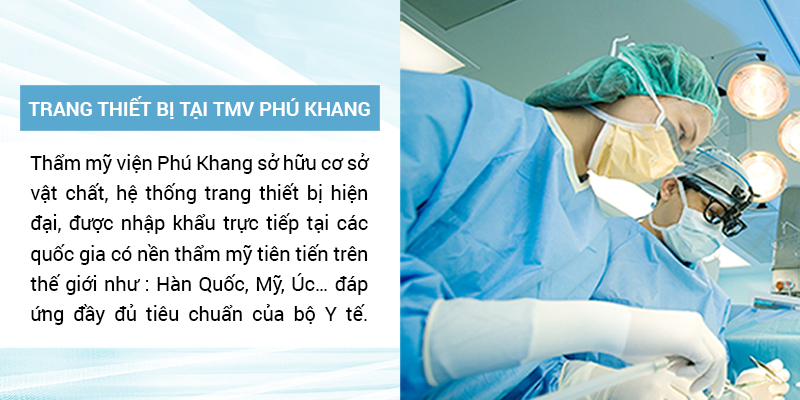 TRANG THIẾT BỊ TẠI TMV PHÚ KHANG
Thẩm mỹ viện Phú Khang sở hữu cơ sở
vật chất, hệ thống trang thiết bị hiện
đại, được nhập khẩu trực tiếp tại các
quốc gia có nền thẩm mỹ tiên tiến trên
thế giới như : Hàn Quốc, Mỹ, Úc... đáp
ứng đầy đủ tiêu chuẩn của bộ Y tế.